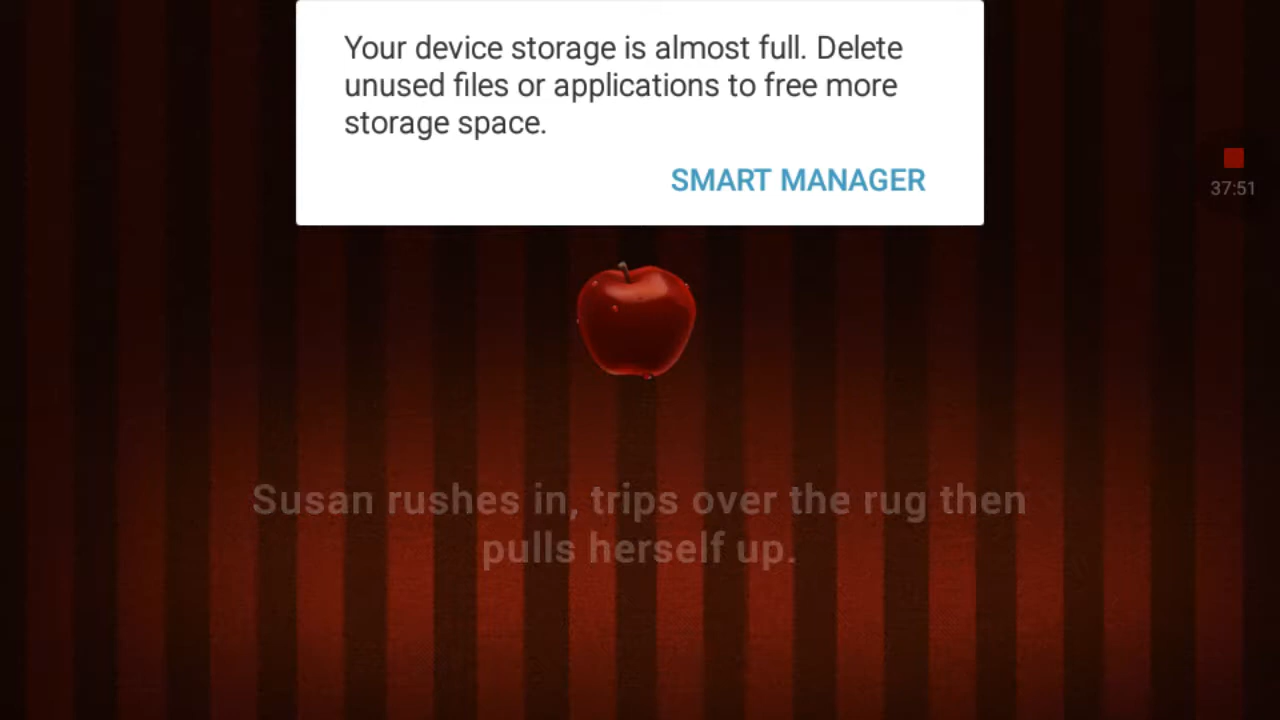 Your device storage is almost full. Delete
unused files or applications to free more
storage space.
SMART MANAGER
37:51
Susan rushes in, trips over the rug then
pulls herself up.